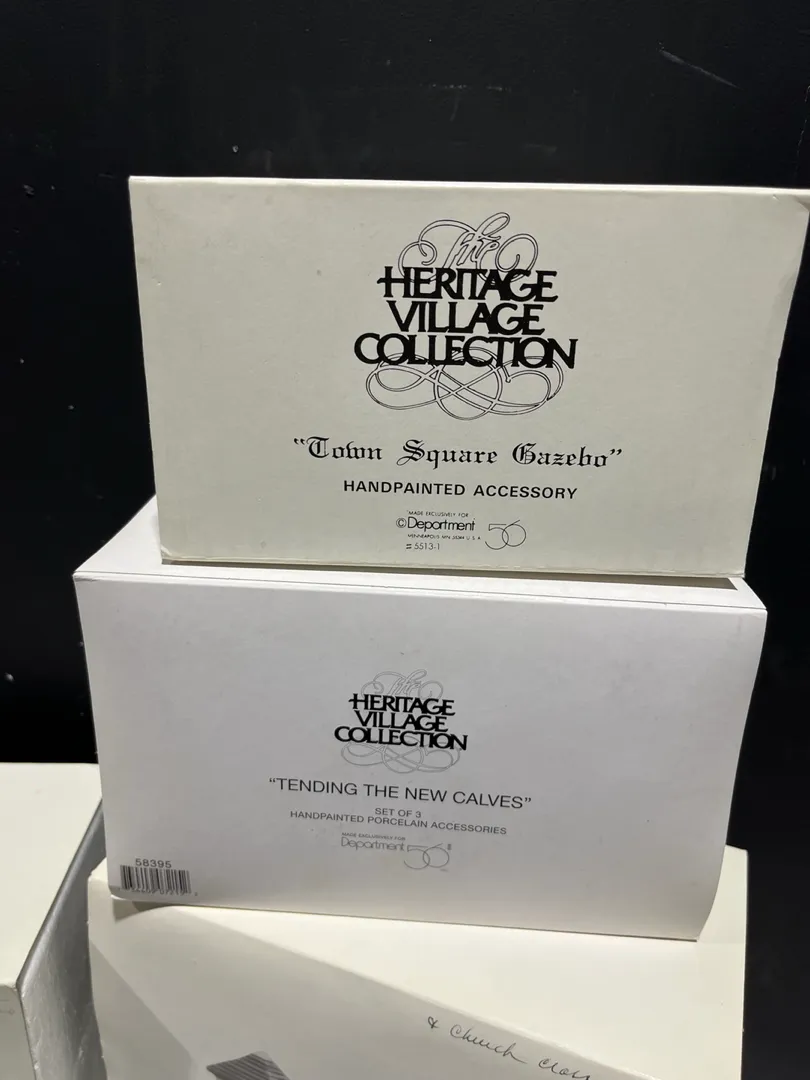 The
HERITAGE
VILLAGE
COLLECTION
"Town Square Gazebo"
HANDPAINTED ACCESSORY
MADE EXCLUSIVELY FOR
©Department 56
MINNEAPOLIS MN 55344 U.S.A.
#5513-1
The
HERITAGE
VILLAGE
COLLECTION
"TENDING THE NEW CALVES"
SET OF 3
HANDPAINTED PORCELAIN ACCESSORIES
MADE EXCLUSIVELY FOR
Department 56
58395
& Church